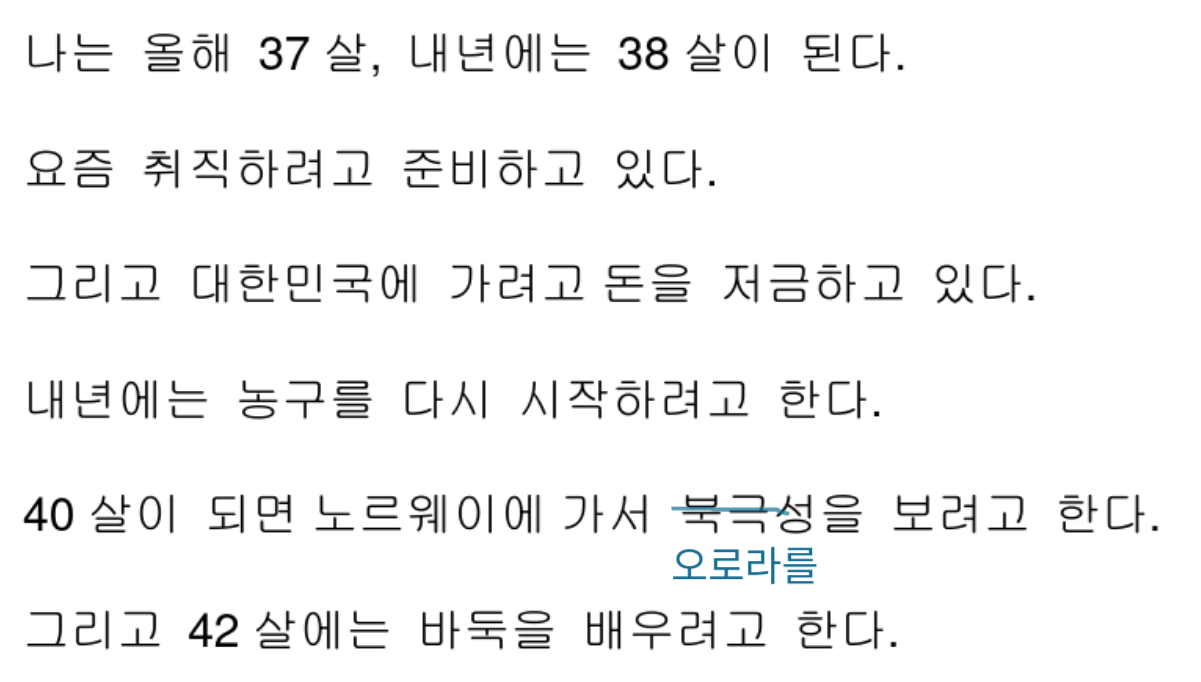 나는 올해 37 살, 내년에는 38 살이 된다.
요즘 취직하려고 준비하고 있다.
그리고 대한민국에 가려고 돈을 저금하고 있다.
내년에는 농구를 다시 시작하려고 한다.
40 살이 되면 노르웨이에 가서 북극성을 보려고 한다.
오로라를
그리고 42 살에는 바둑을 배우려고 한다.